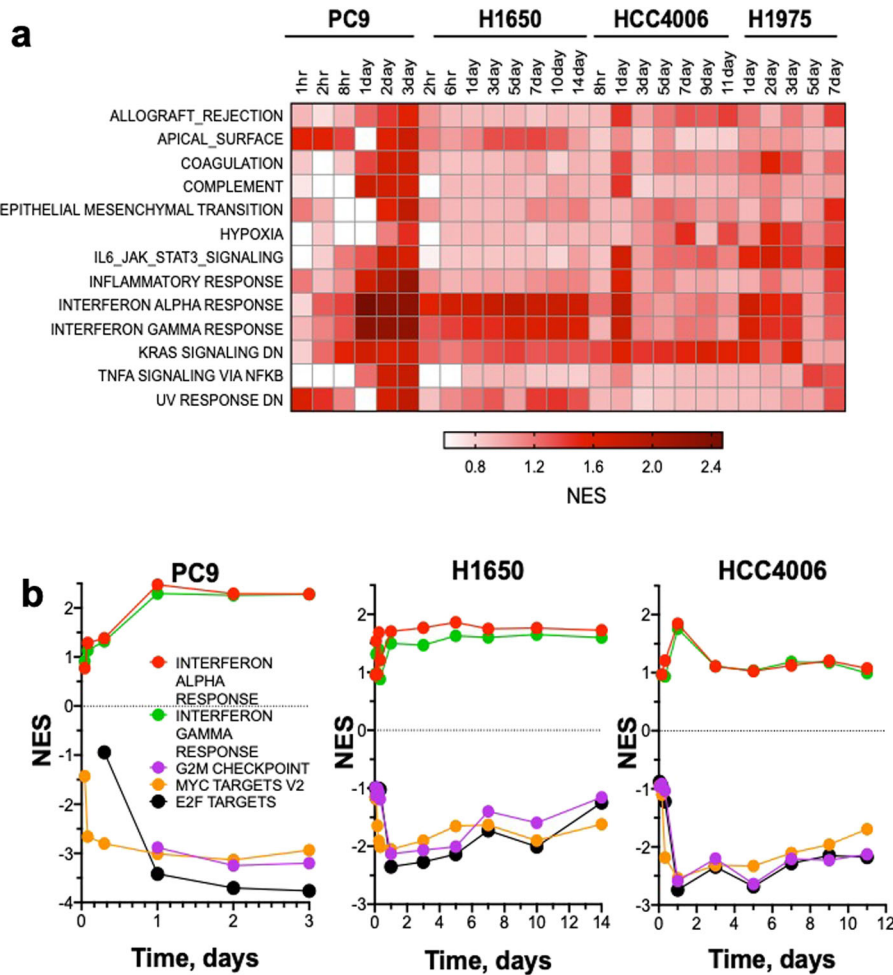 a
PC9 H1650 HCC4006 H1975
1hr 2hr 8hr 1day 2day 3day 2hr 6hr 1day 3day 5day 7day 10day 14day 8hr 1day 3day 5day 7day 9day 11day 1day 2day 3day 5day 7day
ALLOGRAFT_REJECTION
APICAL_SURFACE
COAGULATION
COMPLEMENT
EPITHELIAL MESENCHYMAL TRANSITION
HYPOXIA
IL6_JAK_STAT3_SIGNALING
INFLAMMATORY RESPONSE
INTERFERON ALPHA RESPONSE
INTERFERON GAMMA RESPONSE
KRAS SIGNALING DN
TNFA SIGNALING VIA NFKB
UV RESPONSE DN
0.8 1.2 1.6 2.0 2.4
NES
b
PC9
NES
2
1
0
-1
-2
-3
-4
INTERFERON
ALPHA
RESPONSE
INTERFERON
GAMMA
RESPONSE
G2M CHECKPOINT
MYC TARGETS V2
E2F TARGETS
0 1 2 3
Time, days
H1650
NES
2
1
0
-1
-2
-3
0 2 4 6 8 10 12 14
Time, days
HCC4006
NES
2
1
0
-1
-2
-3
0 2 4 6 8 10 12
Time, days